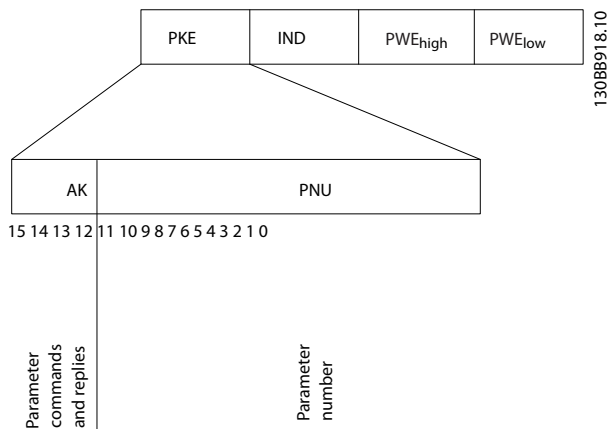 PKE IND PWEhigh PWElow
130BB918.10
AK PNU
15 14 13 12 11 10 9 8 7 6 5 4 3 2 1 0
Parameter
commands
and replies
Parameter
number